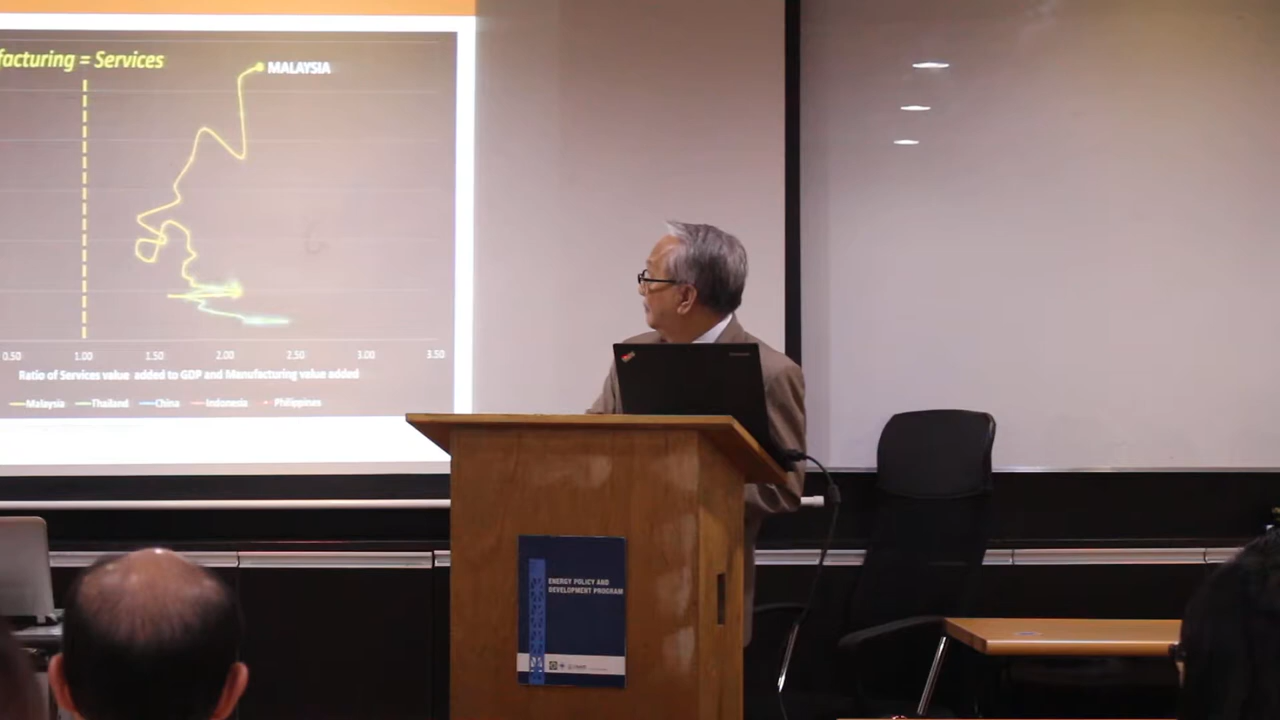 facturing = Services
MALAYSIA
0.50 1.00 1.50 2.00 2.50 3.00 3.50
Ratio of Services value added to GDP and Manufacturing value added
Malaysia Thailand China Indonesia Philippines
ENERGY POLICY AND
DEVELOPMENT PROGRAM